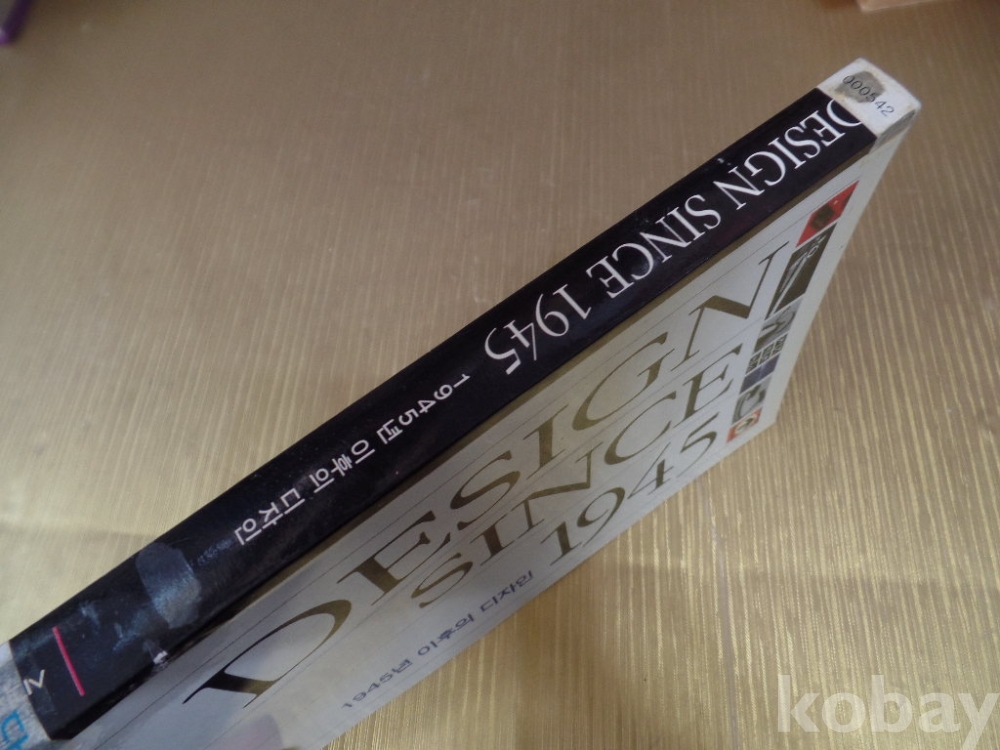 000542
DESIGN SINCE 1945
1945년 이후의 디자인
DESIGN
SINCE
1945
1945년 이후의 디자인
kobay